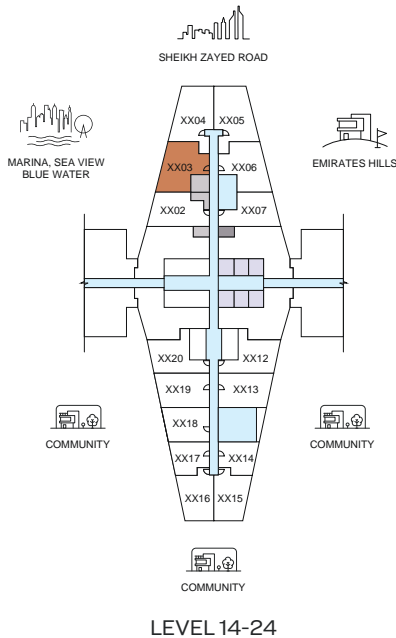 SHEIKH ZAYED ROAD
XX04 XX05
MARINA, SEA VIEW
BLUE WATER
EMIRATES HILLS
XX03 XX06
XX02 XX07
XX20 XX12
XX19 XX13
XX18
XX17 XX14
COMMUNITY
COMMUNITY
XX16 XX15
COMMUNITY
LEVEL 14-24